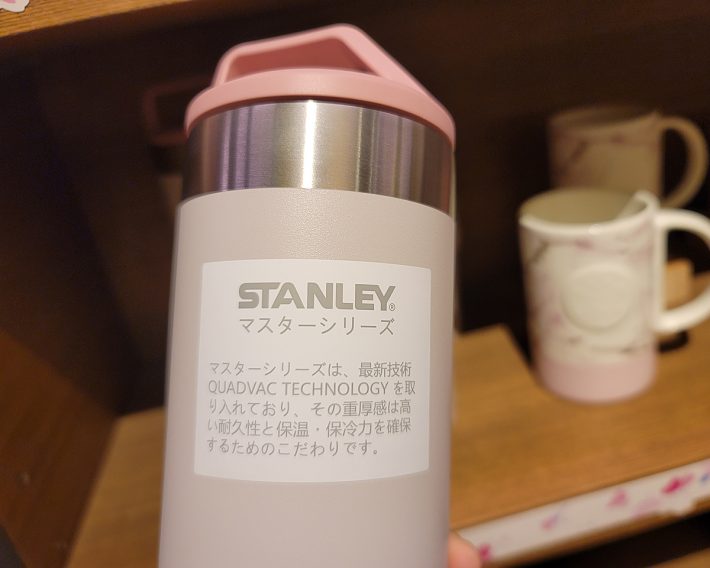 STANLEY®
マスターシリーズ
マスターシリーズは、最新技術
QUADVAC TECHNOLOGY を取
り入れており、その重厚感は高
い耐久性と保温・保冷力を確保
するためのこだわりです。